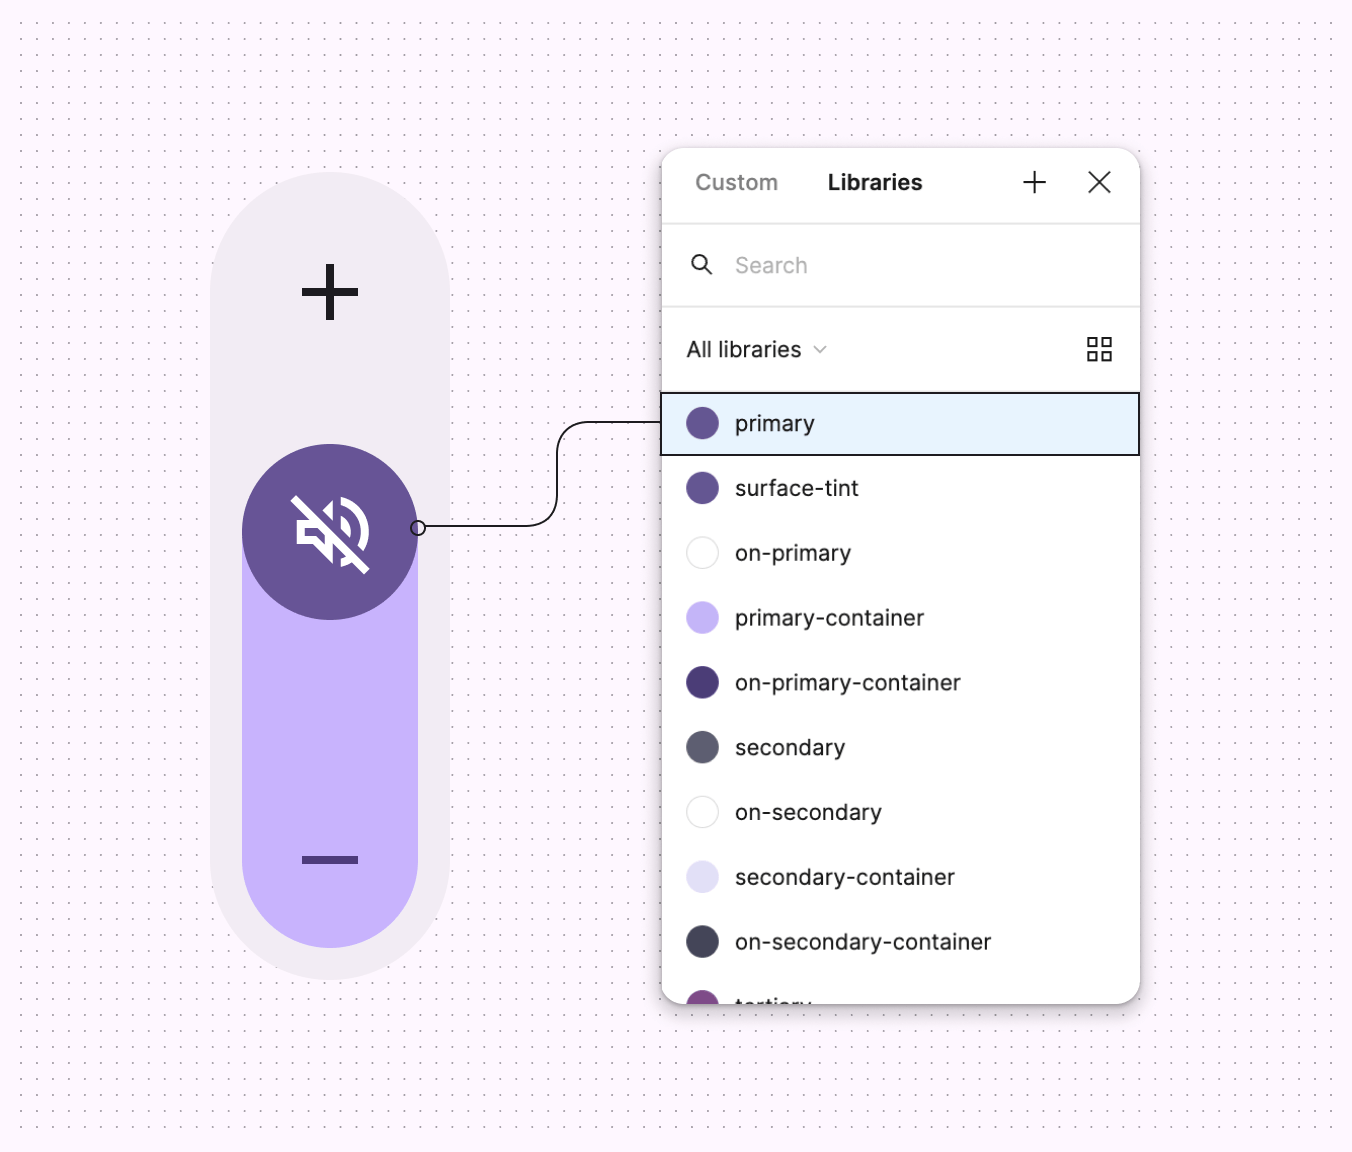 Custom
Libraries
Search
All libraries
primary
surface-tint
on-primary
primary-container
on-primary-container
secondary
on-secondary
secondary-container
on-secondary-container
tertiary